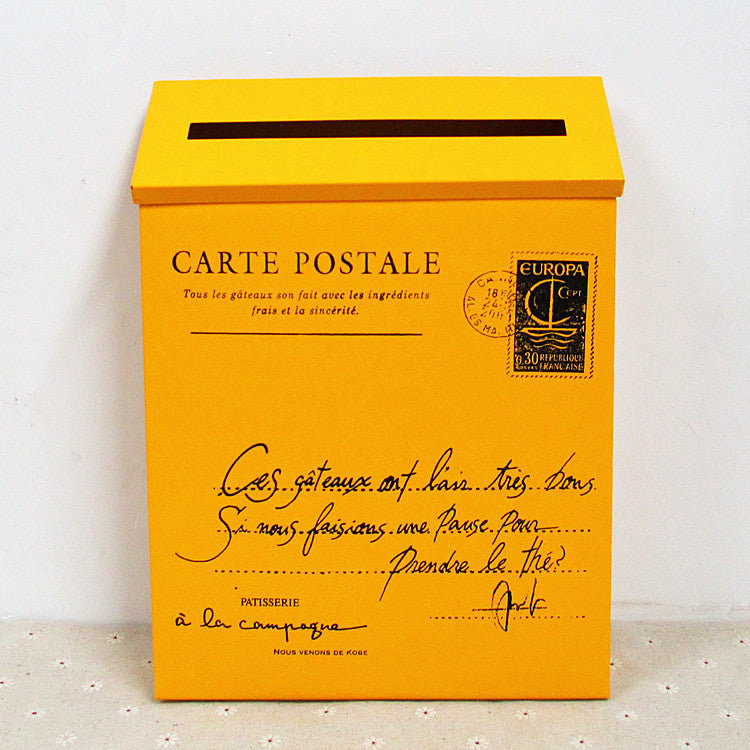 CARTE POSTALE
Tous les gâteaux son fait avec les ingrédients
frais et la sincérité.
EUROPA
CEPT
0.30 REPUBLIQUE
FRANCAISE
Ces gâteaux ont l'air très bons
Si nous faisions une Pause Pour
Prendre le thé?
PATISSERIE
à la campagne
NOUS VENONS DE KOBE